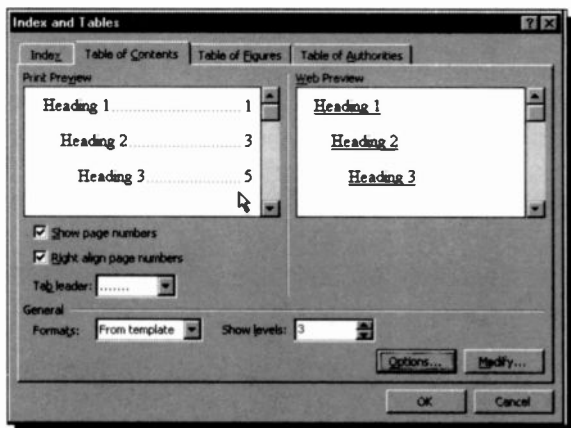 Index and Tables
Index Table of Contents Table of Figures Table of Authorities
Print Preview Web Preview
Heading 1 1 Heading 1
Heading 2 3 Heading 2
Heading 3 5 Heading 3
Show page numbers
Right align page numbers
Tab leader: .......
General
Formats: From template Show levels: 3
Options... Modify...
OK Cancel